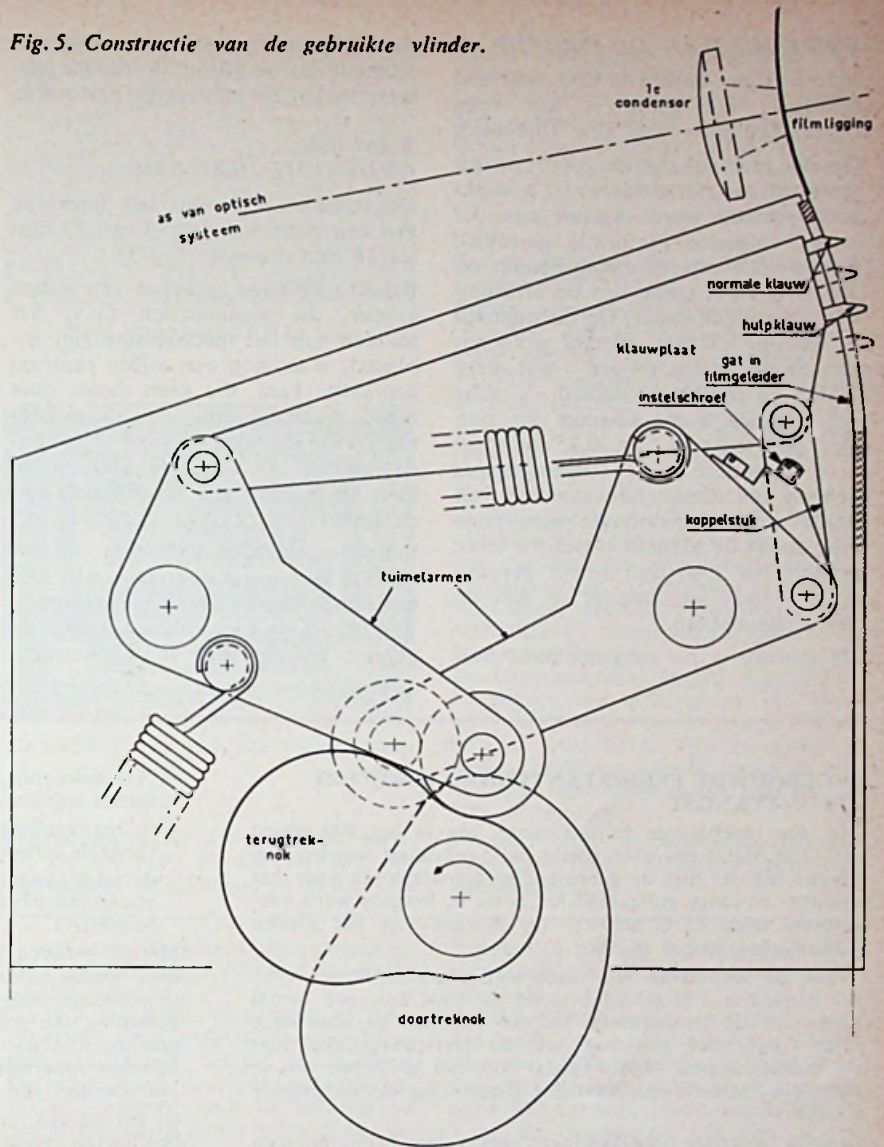 Fig. 5. Constructie van de gebruikte vlinder.
1e
condensor
filmligging
as van optisch
systeem
normale klauw
hulpklauw
klauwplaat
gat in
filmgeleider
instelschroef
koppelstuk
tuimelarmen
terugtrek-
nok
doortreknok